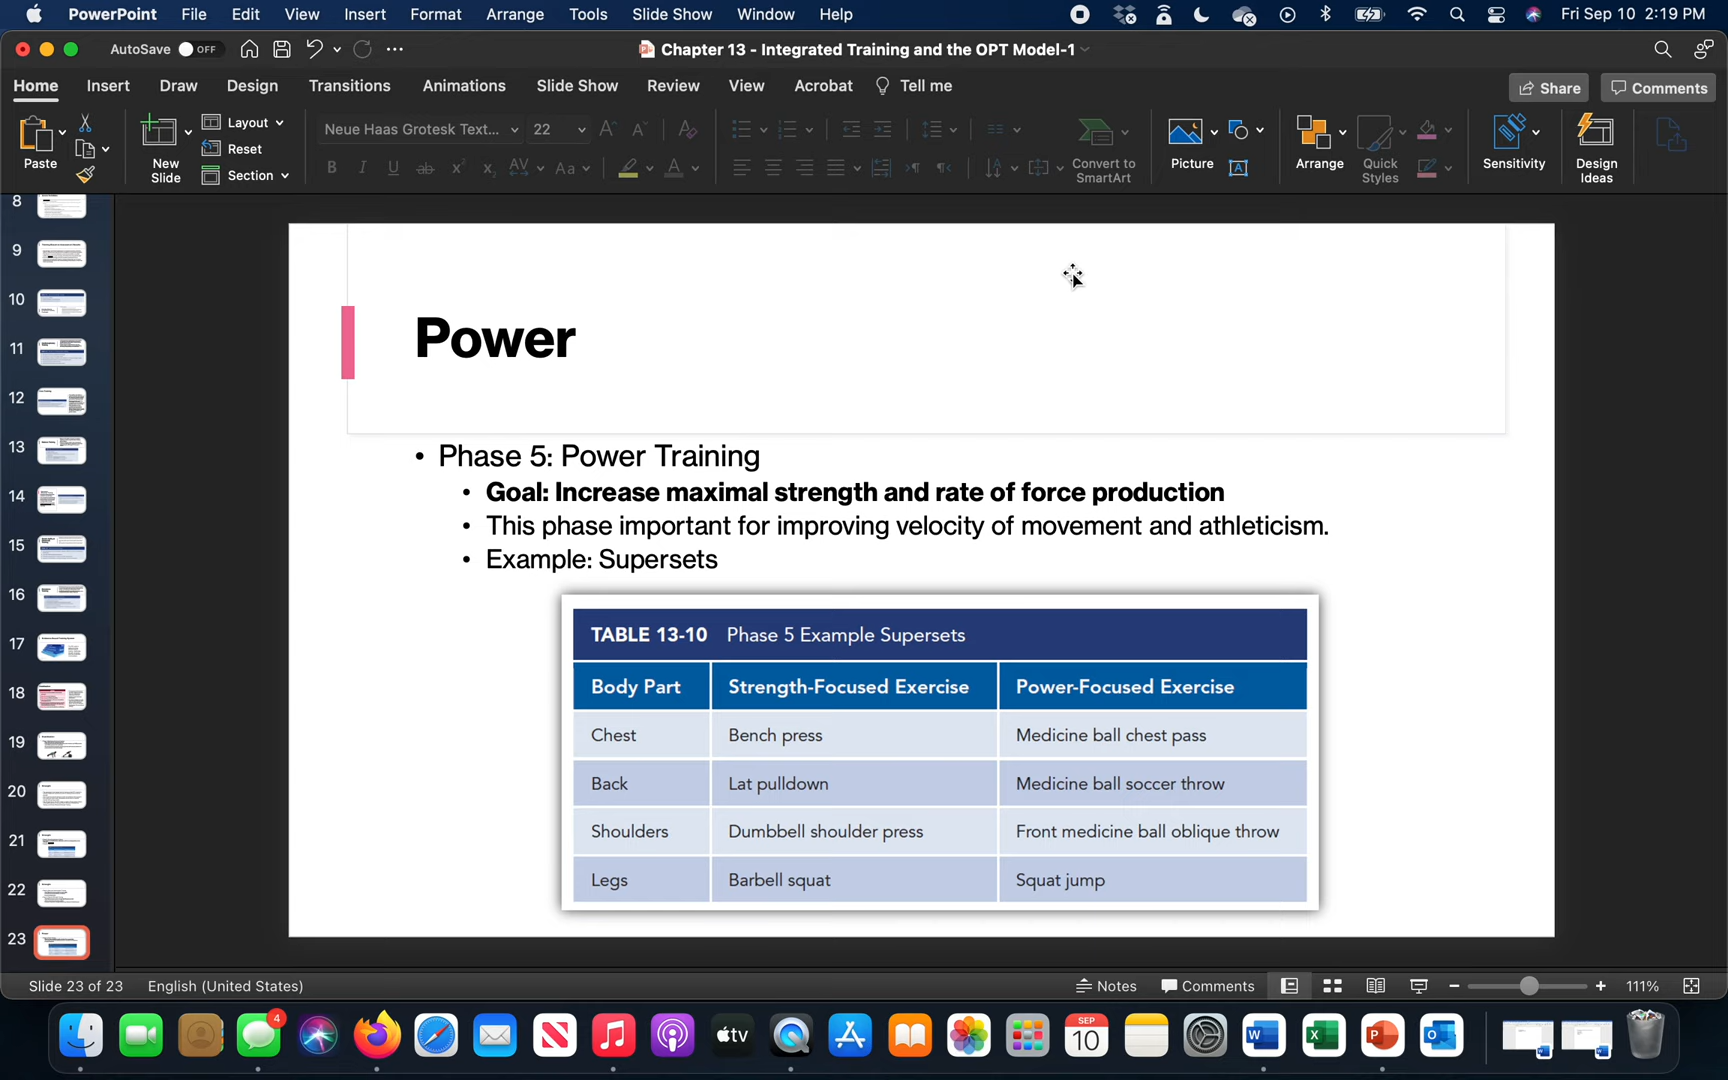 PowerPoint File Edit View Insert Format Arrange Tools Slide Show Window Help Fri Sep 10 2:19 PM
AutoSave OFF Chapter 13 - Integrated Training and the OPT Model-1
Home Insert Draw Design Transitions Animations Slide Show Review View Acrobat Tell me Share Comments
Paste
New Slide
Layout
Reset
Section
Neue Haas Grotesk Text... 22
Convert to SmartArt
Picture
Arrange
Quick Styles
Sensitivity
Design Ideas
8
9
10
11
12
13
14
15
16
17
18
19
20
21
22
23
Power
• Phase 5: Power Training
• Goal: Increase maximal strength and rate of force production
• This phase important for improving velocity of movement and athleticism.
• Example: Supersets
TABLE 13-10 Phase 5 Example Supersets
Body Part Strength-Focused Exercise Power-Focused Exercise
Chest Bench press Medicine ball chest pass
Back Lat pulldown Medicine ball soccer throw
Shoulders Dumbbell shoulder press Front medicine ball oblique throw
Legs Barbell squat Squat jump
Slide 23 of 23 English (United States) Notes Comments 111%
4
tv
SEP
10